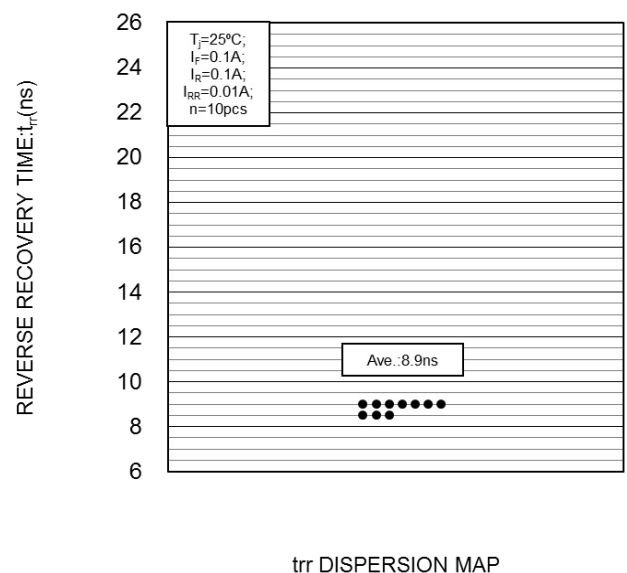 26
24
22
20
18
16
14
12
10
8
6
REVERSE RECOVERY TIME:trr(ns)
Tj=25ºC;
IF=0.1A;
IR=0.1A;
IRR=0.01A;
n=10pcs
Ave.:8.9ns
trr DISPERSION MAP